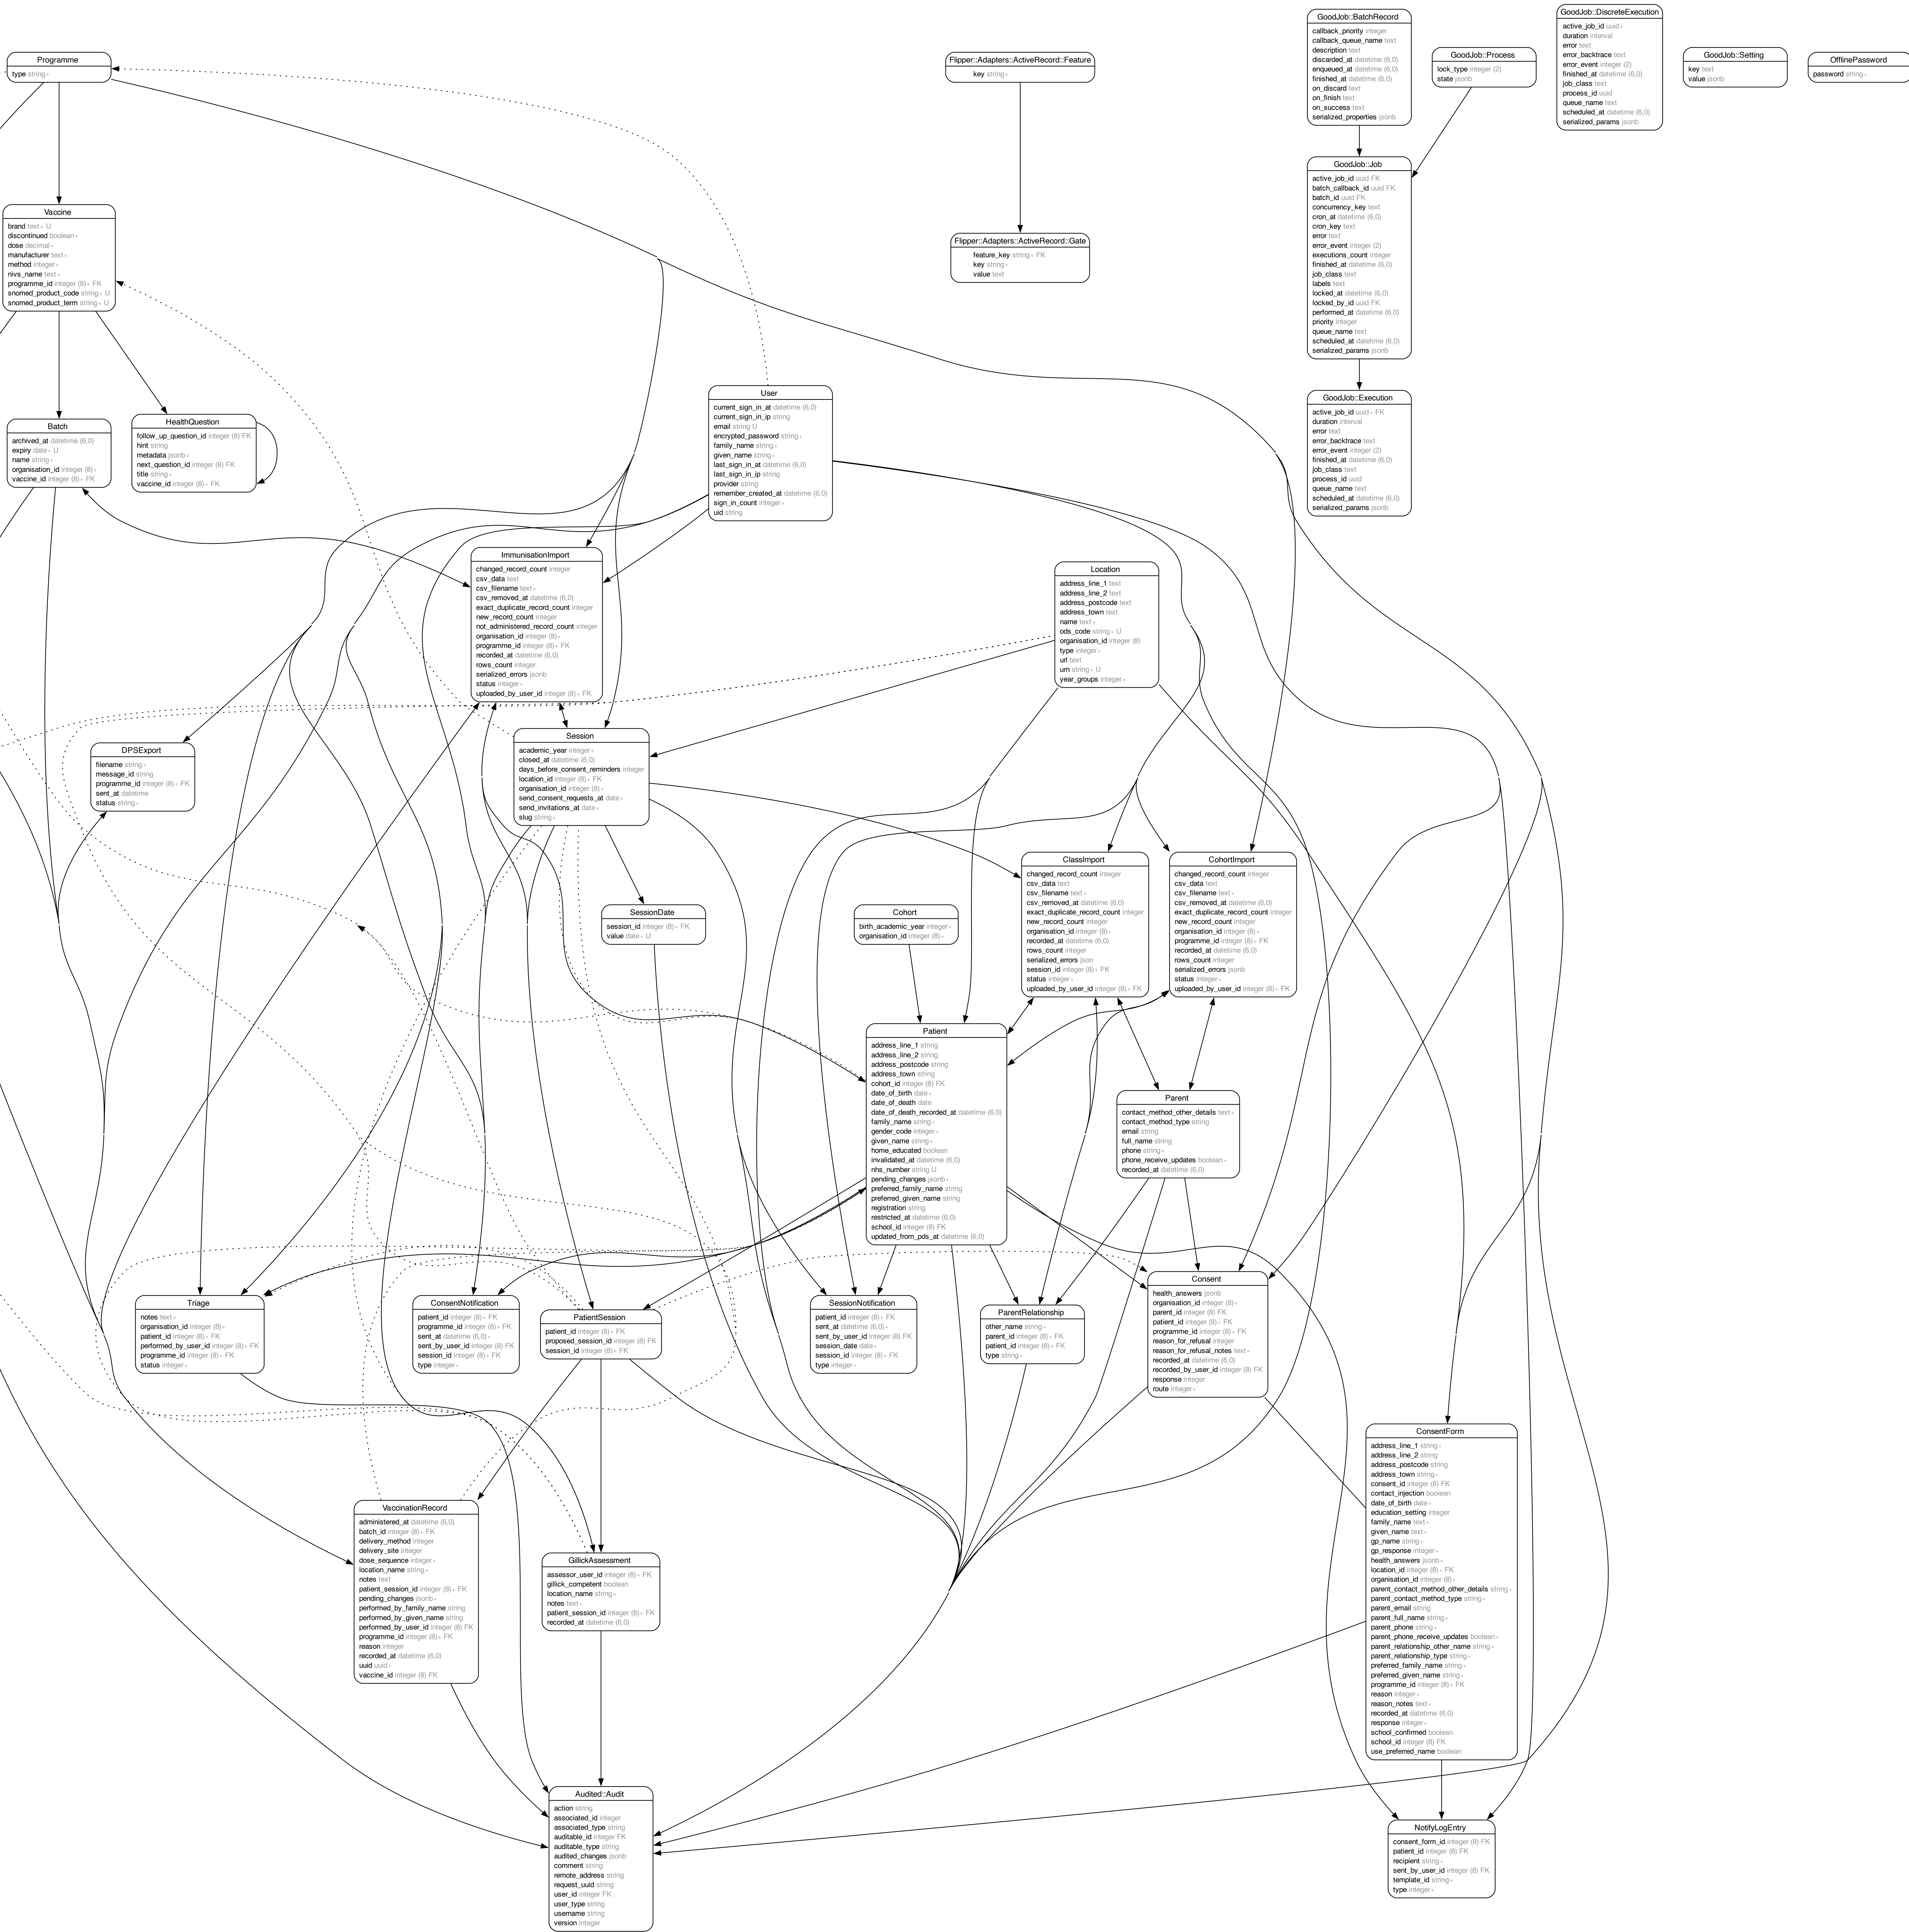 Programme
type string ∗
Flipper::Adapters::ActiveRecord::Feature
key string ∗
GoodJob::BatchRecord
callback_priority integer
callback_queue_name text
description text
discarded_at datetime (6,0)
enqueued_at datetime (6,0)
finished_at datetime (6,0)
on_discard text
on_finish text
on_success text
serialized_properties jsonb
GoodJob::Process
lock_type integer (2)
state jsonb
GoodJob::DiscreteExecution
active_job_id uuid ∗
duration interval
error text
error_backtrace text
error_event integer (2)
finished_at datetime (6,0)
job_class text
process_id uuid
queue_name text
scheduled_at datetime (6,0)
serialized_params jsonb
GoodJob::Setting
key text
value jsonb
OfflinePassword
password string ∗
Vaccine
brand text ∗ U
discontinued boolean ∗
dose decimal ∗
manufacturer text ∗
method integer ∗
nivs_name text ∗
programme_id integer (8) ∗ FK
snomed_product_code string ∗ U
snomed_product_term string ∗ U
Flipper::Adapters::ActiveRecord::Gate
feature_key string ∗ FK
key string ∗
value text
GoodJob::Job
active_job_id uuid FK
batch_callback_id uuid FK
batch_id uuid FK
concurrency_key text
cron_at datetime (6,0)
cron_key text
error text
error_event integer (2)
executions_count integer
finished_at datetime (6,0)
job_class text
labels text
locked_at datetime (6,0)
locked_by_id uuid FK
performed_at datetime (6,0)
priority integer
queue_name text
scheduled_at datetime (6,0)
serialized_params jsonb
Batch
archived_at datetime (6,0)
expiry date ∗ U
name string ∗
organisation_id integer (8) ∗
vaccine_id integer (8) ∗ FK
HealthQuestion
follow_up_question_id integer (8) FK
hint string
metadata jsonb ∗
next_question_id integer (8) FK
title string ∗
vaccine_id integer (8) ∗ FK
User
current_sign_in_at datetime (6,0)
current_sign_in_ip string
email string U
encrypted_password string ∗
family_name string ∗
given_name string ∗
last_sign_in_at datetime (6,0)
last_sign_in_ip string
provider string
remember_created_at datetime (6,0)
sign_in_count integer ∗
uid string
GoodJob::Execution
active_job_id uuid ∗ FK
duration interval
error text
error_backtrace text
error_event integer (2)
finished_at datetime (6,0)
job_class text
process_id uuid
queue_name text
scheduled_at datetime (6,0)
serialized_params jsonb
ImmunisationImport
changed_record_count integer
csv_data text
csv_filename text ∗
csv_removed_at datetime (6,0)
exact_duplicate_record_count integer
new_record_count integer
not_administered_record_count integer
organisation_id integer (8) ∗
programme_id integer (8) ∗ FK
recorded_at datetime (6,0)
rows_count integer
serialized_errors jsonb
status integer ∗
uploaded_by_user_id integer (8) ∗ FK
Location
address_line_1 text
address_line_2 text
address_postcode text
address_town text
name text ∗
ods_code string ∗ U
organisation_id integer (8)
type integer ∗
url text
urn string ∗ U
year_groups integer ∗
DPSExport
filename string ∗
message_id string
programme_id integer (8) ∗ FK
sent_at datetime
status string ∗
Session
academic_year integer ∗
closed_at datetime (6,0)
days_before_consent_reminders integer
location_id integer (8) ∗ FK
organisation_id integer (8) ∗
send_consent_requests_at date ∗
send_invitations_at date ∗
slug string ∗
SessionDate
session_id integer (8) ∗ FK
value date ∗ U
Cohort
birth_academic_year integer ∗
organisation_id integer (8) ∗
ClassImport
changed_record_count integer
csv_data text
csv_filename text ∗
csv_removed_at datetime (6,0)
exact_duplicate_record_count integer
new_record_count integer
organisation_id integer (8) ∗
recorded_at datetime (6,0)
rows_count integer
serialized_errors json
session_id integer (8) ∗ FK
status integer ∗
uploaded_by_user_id integer (8) ∗ FK
CohortImport
changed_record_count integer
csv_data text
csv_filename text ∗
csv_removed_at datetime (6,0)
exact_duplicate_record_count integer
new_record_count integer
organisation_id integer (8) ∗
programme_id integer (8) ∗ FK
recorded_at datetime (6,0)
rows_count integer
serialized_errors jsonb
status integer ∗
uploaded_by_user_id integer (8) ∗ FK
Patient
address_line_1 string
address_line_2 string
address_postcode string
address_town string
cohort_id integer (8) FK
date_of_birth date ∗
date_of_death date
date_of_death_recorded_at datetime (6,0)
family_name string ∗
gender_code integer ∗
given_name string ∗
home_educated boolean
invalidated_at datetime (6,0)
nhs_number string U
pending_changes jsonb ∗
preferred_family_name string
preferred_given_name string
registration string
restricted_at datetime (6,0)
school_id integer (8) FK
updated_from_pds_at datetime (6,0)
Parent
contact_method_other_details text ∗
contact_method_type string
email string
full_name string
phone string ∗
phone_receive_updates boolean ∗
recorded_at datetime (6,0)
Triage
notes text ∗
organisation_id integer (8) ∗
patient_id integer (8) ∗ FK
performed_by_user_id integer (8) ∗ FK
programme_id integer (8) ∗ FK
status integer ∗
ConsentNotification
patient_id integer (8) ∗ FK
programme_id integer (8) ∗ FK
sent_at datetime (6,0) ∗
sent_by_user_id integer (8) FK
session_id integer (8) ∗ FK
type integer ∗
PatientSession
patient_id integer (8) ∗ FK
proposed_session_id integer (8) FK
session_id integer (8) ∗ FK
SessionNotification
patient_id integer (8) ∗ FK
sent_at datetime (6,0) ∗
sent_by_user_id integer (8) FK
session_date date ∗
session_id integer (8) ∗ FK
type integer ∗
ParentRelationship
other_name string ∗
parent_id integer (8) ∗ FK
patient_id integer (8) ∗ FK
type string ∗
Consent
health_answers jsonb
organisation_id integer (8) ∗
parent_id integer (8) FK
patient_id integer (8) ∗ FK
programme_id integer (8) ∗ FK
reason_for_refusal integer
reason_for_refusal_notes text ∗
recorded_at datetime (6,0)
recorded_by_user_id integer (8) FK
response integer
route integer ∗
ConsentForm
address_line_1 string ∗
address_line_2 string
address_postcode string
address_town string ∗
consent_id integer (8) FK
contact_injection boolean
date_of_birth date ∗
education_setting integer
family_name text ∗
given_name text ∗
gp_name string ∗
gp_response integer ∗
health_answers jsonb ∗
location_id integer (8) ∗ FK
organisation_id integer (8) ∗
parent_contact_method_other_details string ∗
parent_contact_method_type string ∗
parent_email string
parent_full_name string ∗
parent_phone string ∗
parent_phone_receive_updates boolean ∗
parent_relationship_other_name string ∗
parent_relationship_type string ∗
preferred_family_name string ∗
preferred_given_name string ∗
programme_id integer (8) ∗ FK
reason integer ∗
reason_notes text ∗
recorded_at datetime (6,0)
response integer ∗
school_confirmed boolean
school_id integer (8) FK
use_preferred_name boolean
VaccinationRecord
administered_at datetime (6,0)
batch_id integer (8) ∗ FK
delivery_method integer
delivery_site integer
dose_sequence integer ∗
location_name string ∗
notes text
patient_session_id integer (8) ∗ FK
pending_changes jsonb ∗
performed_by_family_name string
performed_by_given_name string
performed_by_user_id integer (8) FK
programme_id integer (8) ∗ FK
reason integer
recorded_at datetime (6,0)
uuid uuid ∗
vaccine_id integer (8) FK
GillickAssessment
assessor_user_id integer (8) ∗ FK
gillick_competent boolean
location_name string ∗
notes text ∗
patient_session_id integer (8) ∗ FK
recorded_at datetime (6,0)
Audited::Audit
action string
associated_id integer
associated_type string
auditable_id integer FK
auditable_type string
audited_changes jsonb
comment string
remote_address string
request_uuid string
user_id integer FK
user_type string
username string
version integer
NotifyLogEntry
consent_form_id integer (8) FK
patient_id integer (8) FK
recipient string ∗
sent_by_user_id integer (8) FK
template_id string ∗
type integer ∗